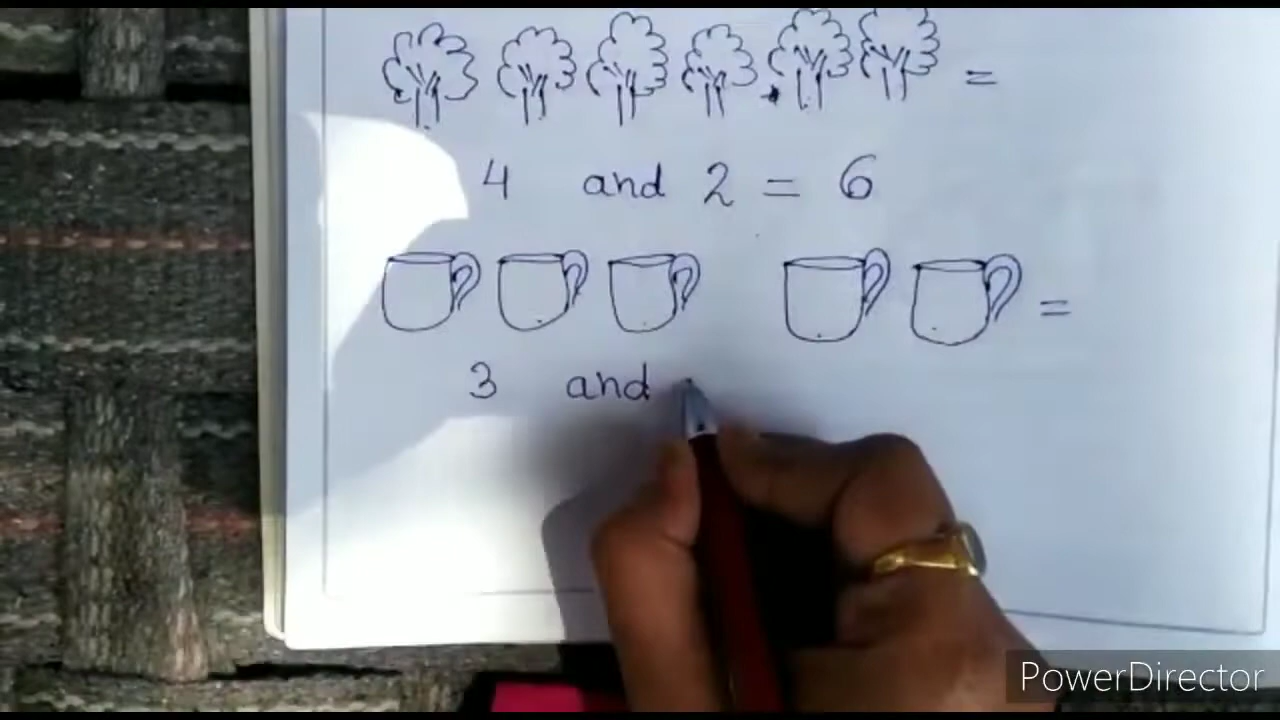 =
4 and 2 = 6
=
3 and
PowerDirector